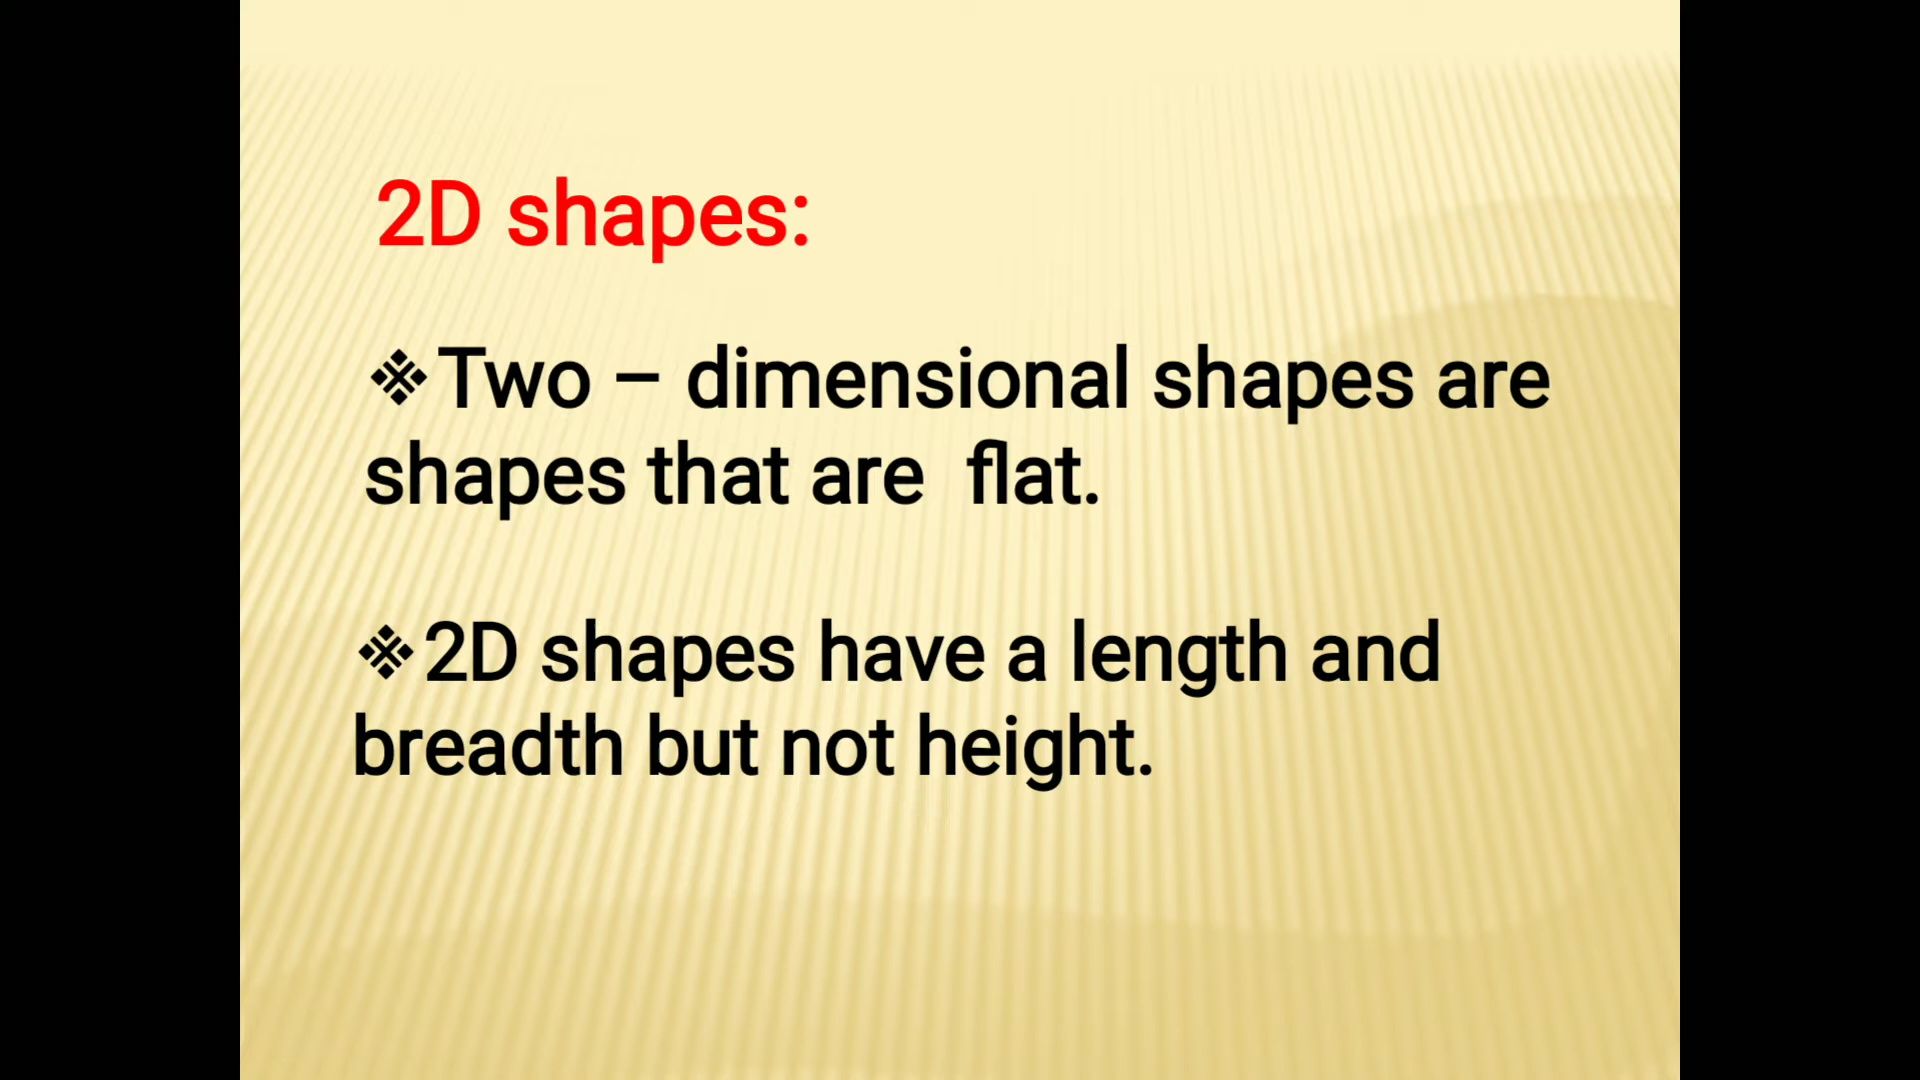 2D shapes:
❖Two – dimensional shapes are
shapes that are  flat.
❖2D shapes have a length and
breadth but not height.